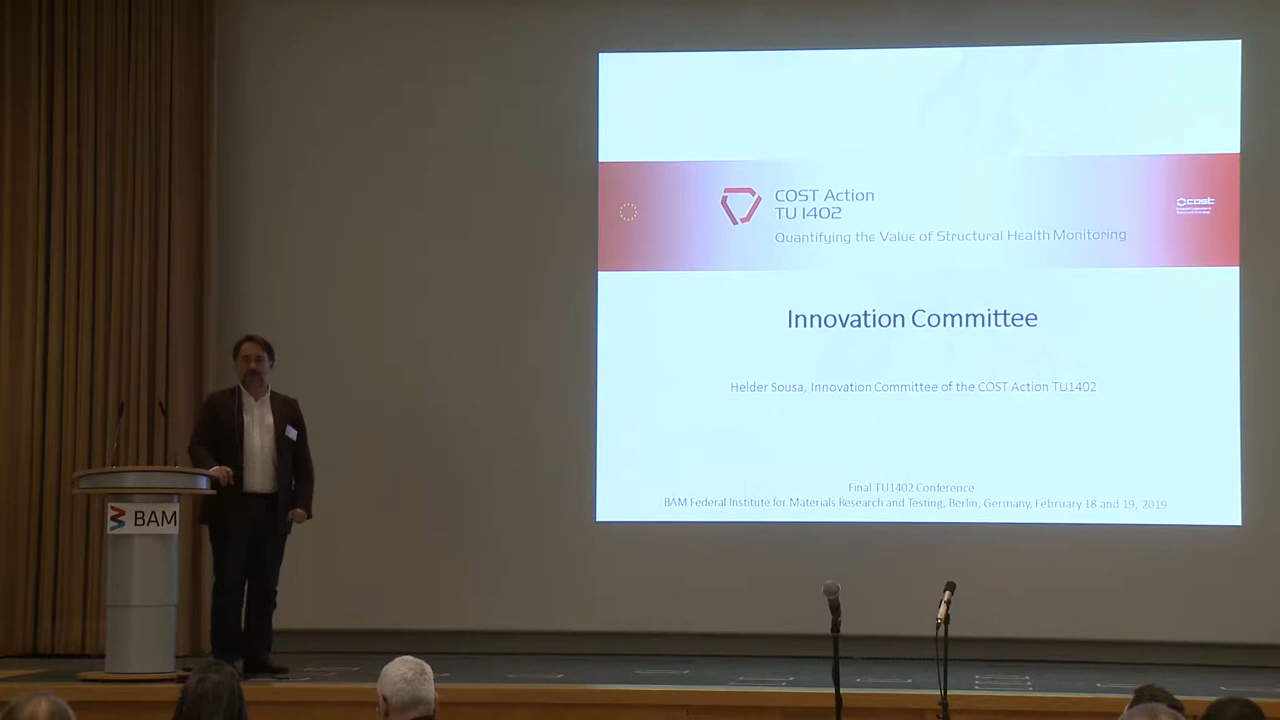 COST Action
TU 1402
Quantifying the Value of Structural Health Monitoring
cost
Innovation Committee
Helder Sousa, Innovation Committee of the COST Action TU1402
Final TU1402 Conference
BAM Federal Institute for Materials Research and Testing, Berlin, Germany, February 18 and 19, 2019
BAM